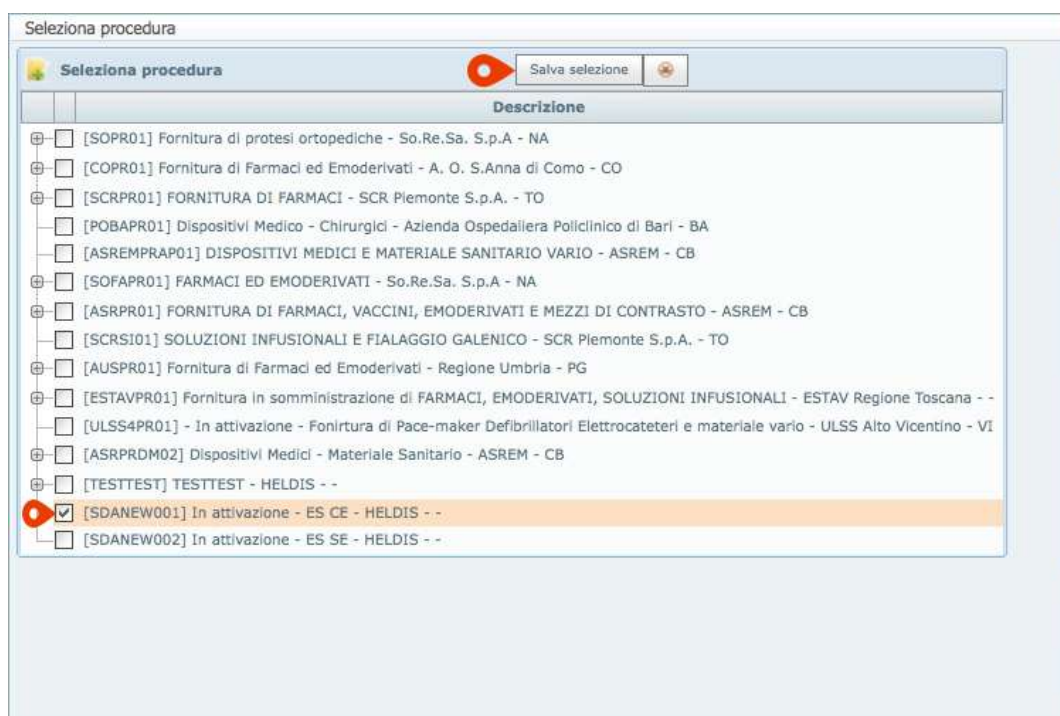 Seleziona procedura
Seleziona procedura
Salva selezione
Descrizione
[SOPR01] Fornitura di protesi ortopediche - So.Re.Sa. S.p.A - NA
[COPR01] Fornitura di Farmaci ed Emoderivati - A. O. S.Anna di Como - CO
[SCRPR01] FORNITURA DI FARMACI - SCR Piemonte S.p.A. - TO
[POBAPR01] Dispositivi Medico - Chirurgici - Azienda Ospedaliera Policlinico di Bari - BA
[ASREMPRAP01] DISPOSITIVI MEDICI E MATERIALE SANITARIO VARIO - ASREM - CB
[SOFAPR01] FARMACI ED EMODERIVATI - So.Re.Sa. S.p.A - NA
[ASRPR01] FORNITURA DI FARMACI, VACCINI, EMODERIVATI E MEZZI DI CONTRASTO - ASREM - CB
[SCRSI01] SOLUZIONI INFUSIONALI E FIALAGGIO GALENICO - SCR Piemonte S.p.A. - TO
[AUSPR01] Fornitura di Farmaci ed Emoderivati - Regione Umbria - PG
[ESTAVPR01] Fornitura in somministrazione di FARMACI, EMODERIVATI, SOLUZIONI INFUSIONALI - ESTAV Regione Toscana - -
[ULSS4PR01] - In attivazione - Fonirtura di Pace-maker Defibrillatori Elettrocateteri e materiale vario - ULSS Alto Vicentino - VI
[ASRPRDM02] Dispositivi Medici - Materiale Sanitario - ASREM - CB
[TESTTEST] TESTTEST - HELDIS - -
[SDANEW001] In attivazione - ES CE - HELDIS - -
[SDANEW002] In attivazione - ES SE - HELDIS - -